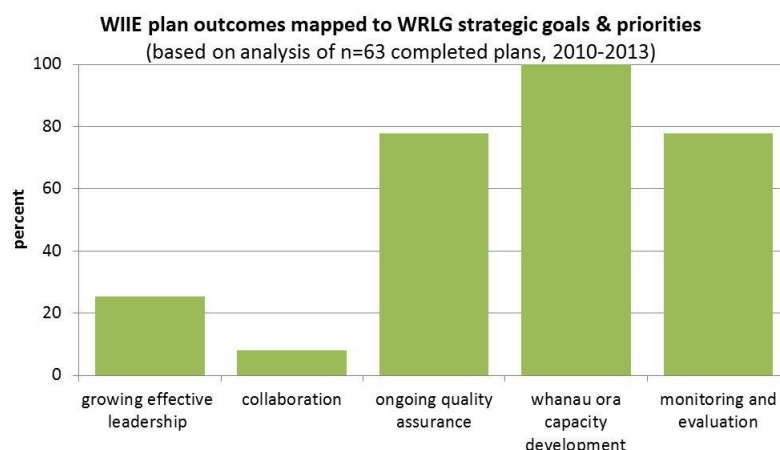 WIIE plan outcomes mapped to WRLG strategic goals & priorities
(based on analysis of n=63 completed plans, 2010-2013)
100
80
60
40
20
0
percent
growing effective
leadership
collaboration
ongoing quality
assurance
whanau ora
capacity
development
monitoring and
evaluation